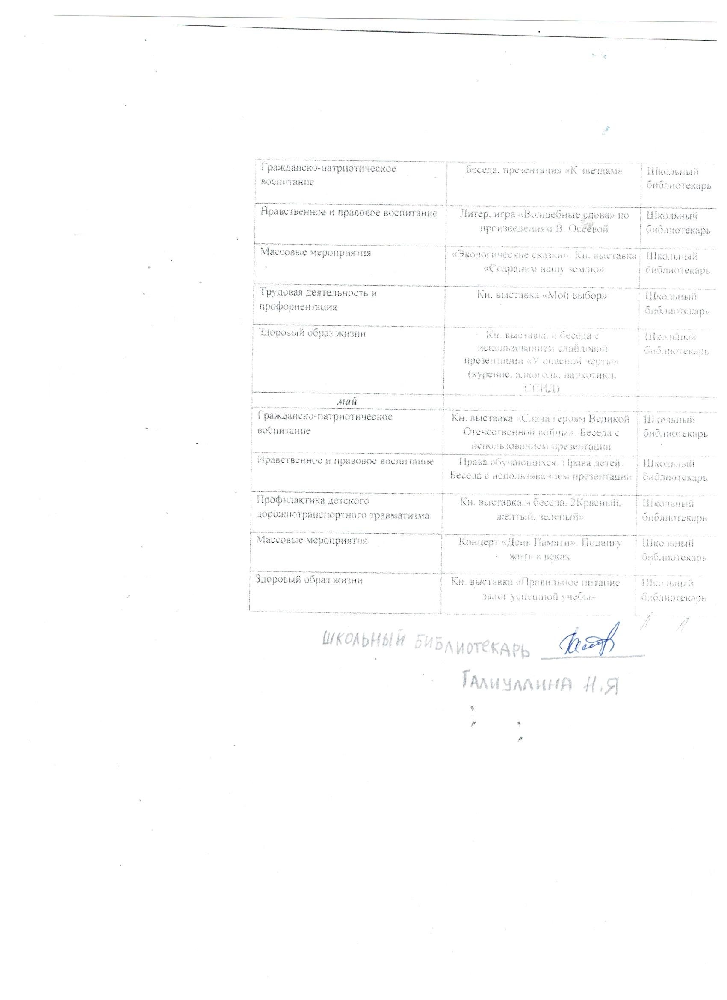 Гражданско-патриотическое
воспитание
Беседа, презентация «К звездам»
Школьный
библиотекарь
Нравственное и правовое воспитание
Литер. игра «Волшебные слова» по
произведениям В. Осеевой
Школьный
библиотекарь
Массовые мероприятия
«Экологические сказки». Кн. выставка
«Сохраним нашу землю»
Школьный
библиотекарь
Трудовая деятельность и
профориентация
Кн. выставка «Мой выбор»
Школьный
библиотекарь
Здоровый образ жизни
Кн. выставка и беседа с
использованием слайдовой
презентации «У опасной черты»
(курение, алкоголь, наркотики,
СПИД)
Школьный
библиотекарь
май
Гражданско-патриотическое
воспитание
Кн. выставка «Слава героям Великой
Отечественной войны». Беседа с
использованием презентации
Школьный
библиотекарь
Нравственное и правовое воспитание
Права обучающихся. Права детей.
Беседа с использованием презентации
Школьный
библиотекарь
Профилактика детского
дорожнотранспортного травматизма
Кн. выставка и беседа. 2Красный,
желтый, зеленый»
Школьный
библиотекарь
Массовые мероприятия
Концерт «День Памяти». Подвигу
жить в веках
Школьный
библиотекарь
Здоровый образ жизни
Кн. выставка «Правильное питание
залог успешной учебы»
Школьный
библиотекарь
ШКОЛЬНЫЙ БИБЛИОТЕКАРЬ
ГАЛИУЛЛИНА Н.Я